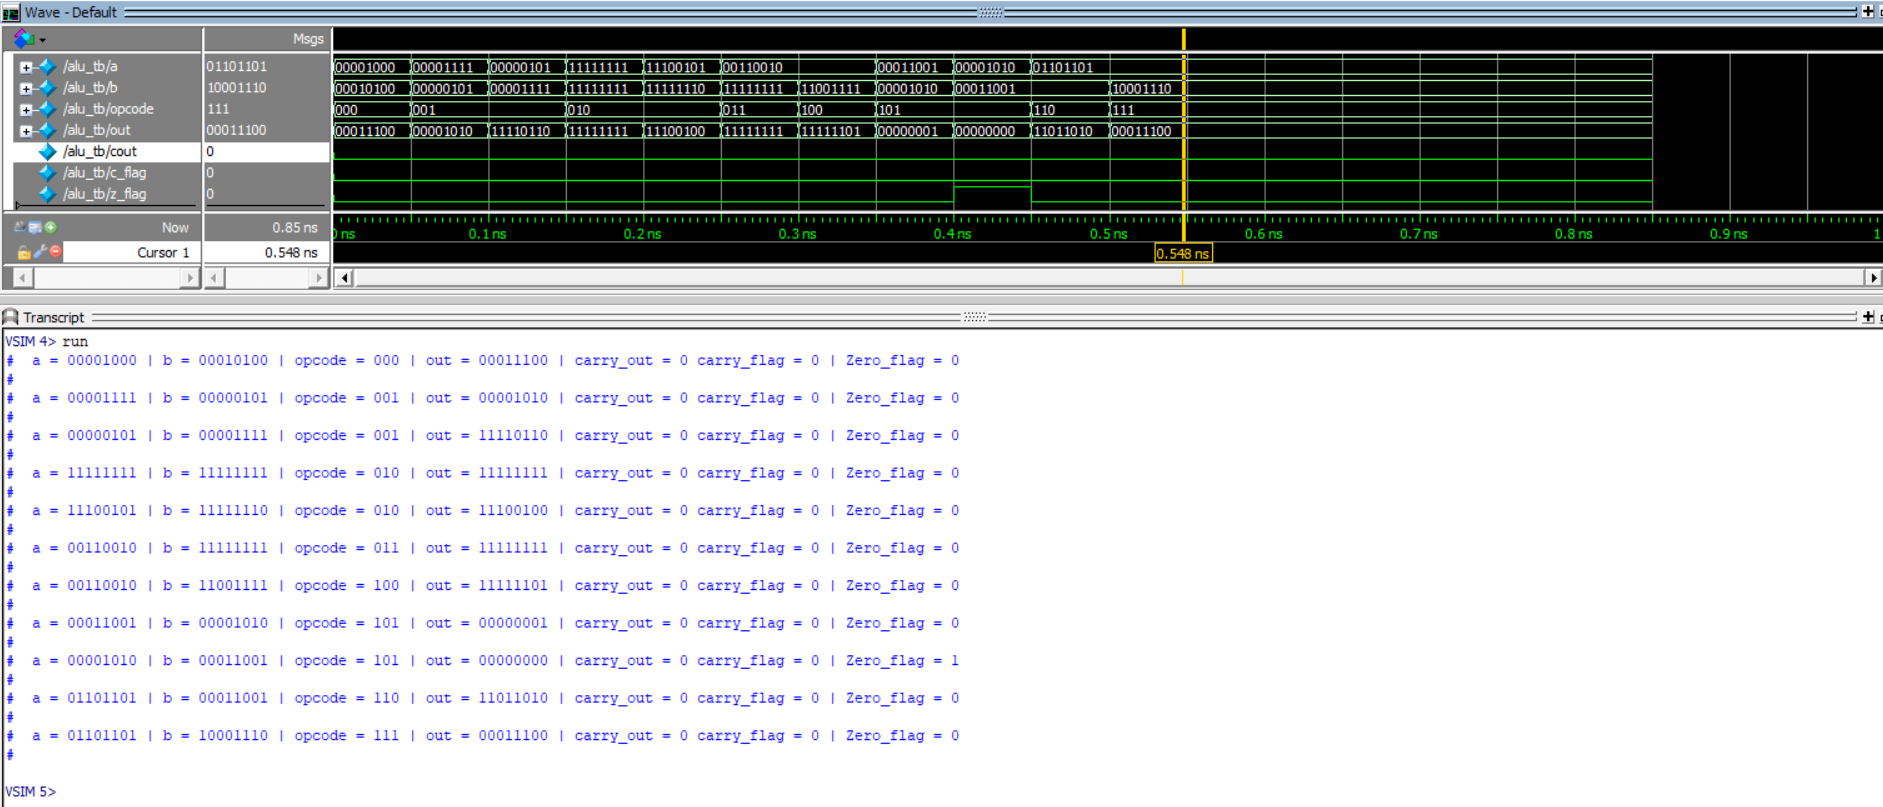 Wave - Default
Msgs
/alu_tb/a 01101101 00001000 00001111 00000101 11111111 11100101 00110010 00011001 00001010 01101101
/alu_tb/b 10001110 00010100 00000101 00001111 11111111 11111110 11111111 11001111 00001010 00011001 10001110
/alu_tb/opcode 111 000 001 010 011 100 101 110 111
/alu_tb/out 00011100 00011100 00001010 11110110 11111111 11100100 11111111 11111101 00000001 00000000 11011010 00011100
/alu_tb/cout 0
/alu_tb/c_flag 0
/alu_tb/z_flag 0
Now 0.85 ns ns 0.1 ns 0.2 ns 0.3 ns 0.4 ns 0.5 ns 0.6 ns 0.7 ns 0.8 ns 0.9 ns 1
Cursor 1 0.548 ns 0.548 ns
Transcript
VSIM 4> run
# a = 00001000 | b = 00010100 | opcode = 000 | out = 00011100 | carry_out = 0 carry_flag = 0 | Zero_flag = 0
#
# a = 00001111 | b = 00000101 | opcode = 001 | out = 00001010 | carry_out = 0 carry_flag = 0 | Zero_flag = 0
#
# a = 00000101 | b = 00001111 | opcode = 001 | out = 11110110 | carry_out = 0 carry_flag = 0 | Zero_flag = 0
#
# a = 11111111 | b = 11111111 | opcode = 010 | out = 11111111 | carry_out = 0 carry_flag = 0 | Zero_flag = 0
#
# a = 11100101 | b = 11111110 | opcode = 010 | out = 11100100 | carry_out = 0 carry_flag = 0 | Zero_flag = 0
#
# a = 00110010 | b = 11111111 | opcode = 011 | out = 11111111 | carry_out = 0 carry_flag = 0 | Zero_flag = 0
#
# a = 00110010 | b = 11001111 | opcode = 100 | out = 11111101 | carry_out = 0 carry_flag = 0 | Zero_flag = 0
#
# a = 00011001 | b = 00001010 | opcode = 101 | out = 00000001 | carry_out = 0 carry_flag = 0 | Zero_flag = 0
#
# a = 00001010 | b = 00011001 | opcode = 101 | out = 00000000 | carry_out = 0 carry_flag = 0 | Zero_flag = 1
#
# a = 01101101 | b = 00011001 | opcode = 110 | out = 11011010 | carry_out = 0 carry_flag = 0 | Zero_flag = 0
#
# a = 01101101 | b = 10001110 | opcode = 111 | out = 00011100 | carry_out = 0 carry_flag = 0 | Zero_flag = 0
#
VSIM 5>